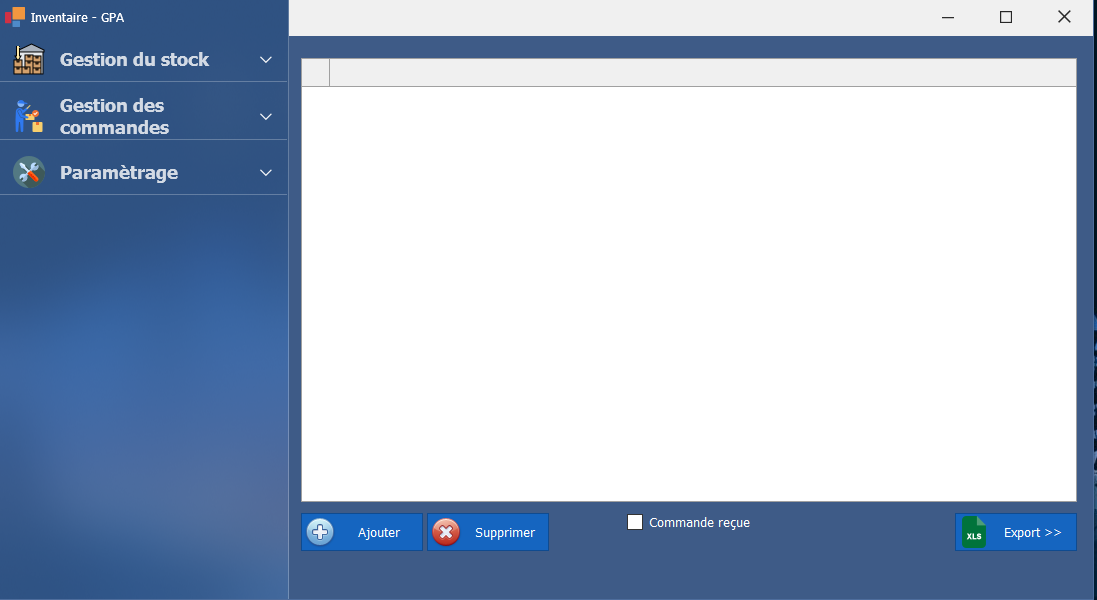 Inventaire - GPA
Gestion du stock
Gestion des
commandes
Paramètrage
Ajouter
Supprimer
Commande reçue
XLS
Export >>